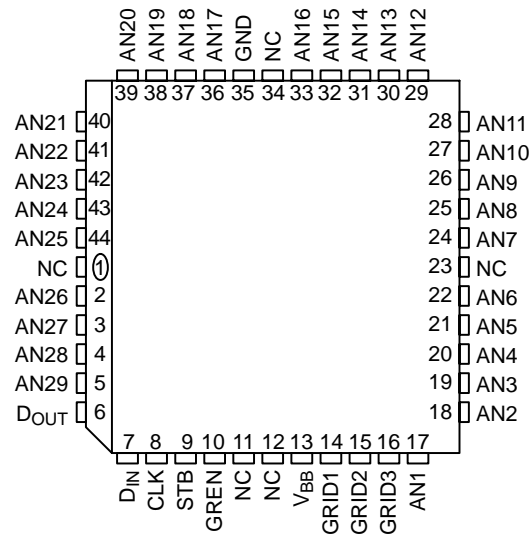 AN20 AN19 AN18 AN17 GND NC AN16 AN15 AN14 AN13 AN12
39 38 37 36 35 34 33 32 31 30 29
AN21 40 28 AN11
AN22 41 27 AN10
AN23 42 26 AN9
AN24 43 25 AN8
AN25 44 24 AN7
NC 1 23 NC
AN26 2 22 AN6
AN27 3 21 AN5
AN28 4 20 AN4
AN29 5 19 AN3
DOUT 6 18 AN2
7 8 9 10 11 12 13 14 15 16 17
DIN CLK STB GREN NC NC VBB GRID1 GRID2 GRID3 AN1